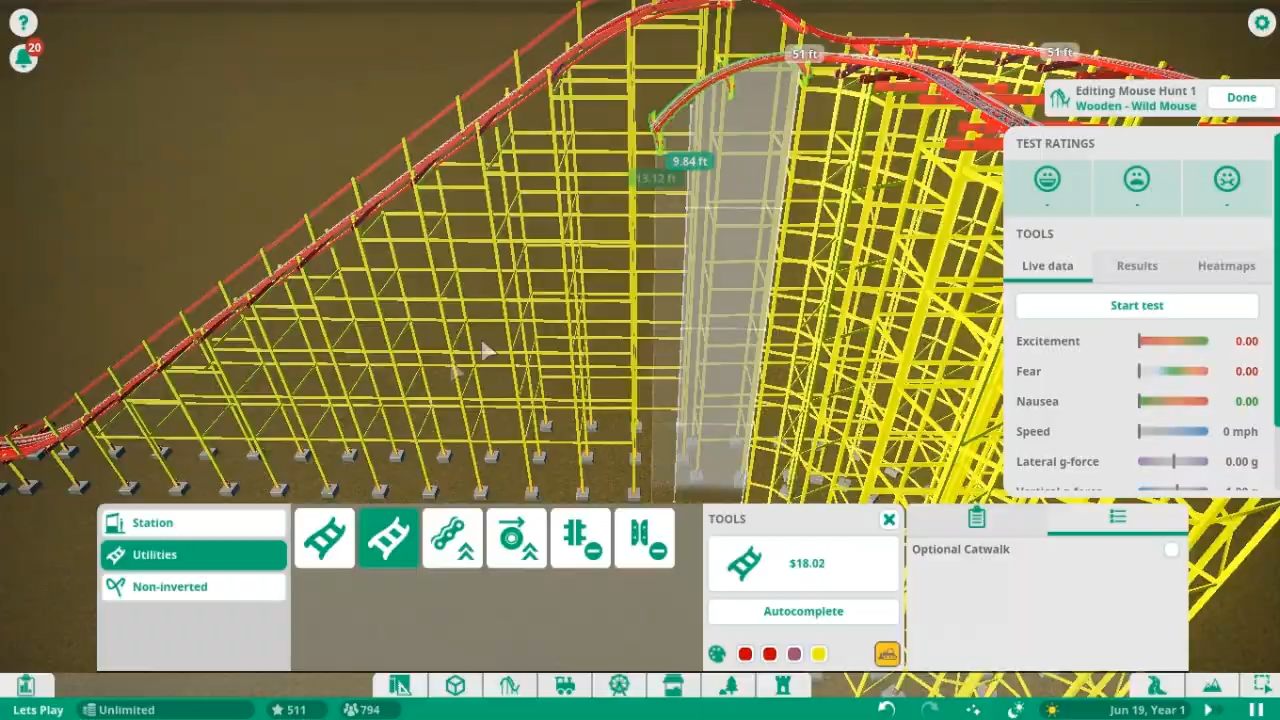 ?
20
51 ft
51 ft
Editing Mouse Hunt 1
Wooden - Wild Mouse
Done
9.84 ft
13.12 ft
TEST RATINGS
- - -
TOOLS
Live data Results Heatmaps
Start test
Excitement 0.00
Fear 0.00
Nausea 0.00
Speed 0 mph
Lateral g-force 0.00 g
Station
Utilities
Non-inverted
TOOLS
$18.02
Autocomplete
Optional Catwalk
Lets Play Unlimited 511 794 Jun 19, Year 1